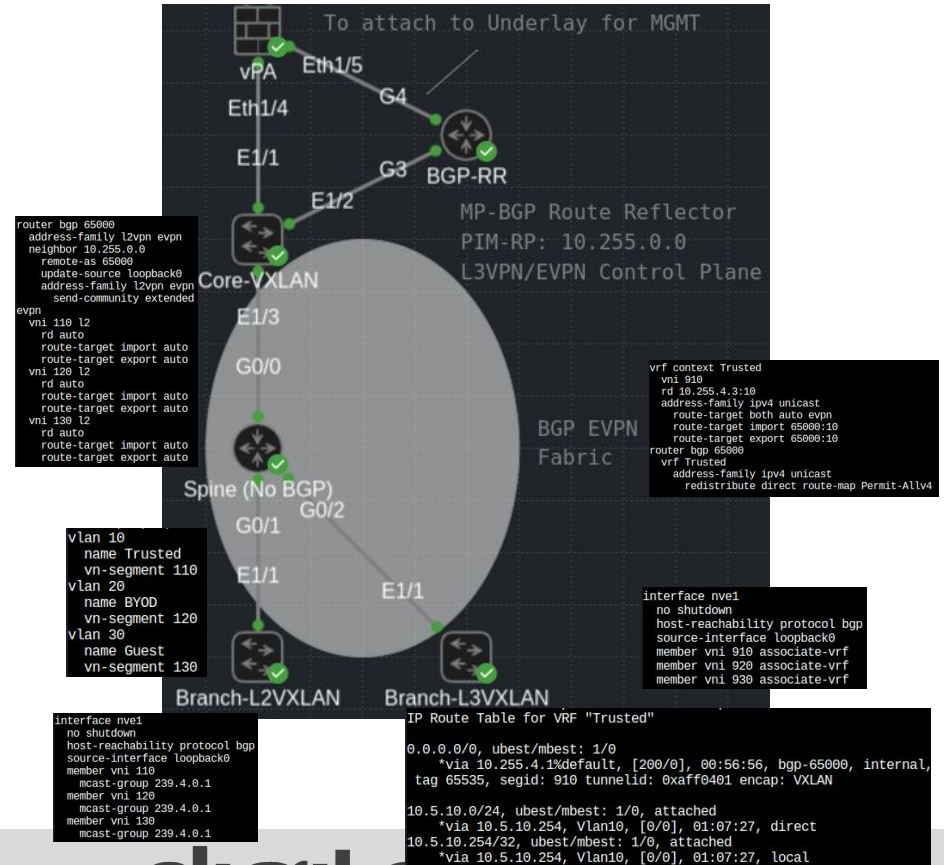 To attach to Underlay for MGMT
vPA
Eth1/5
Eth1/4
G4
E1/1
G3
BGP-RR
E1/2
MP-BGP Route Reflector
PIM-RP: 10.255.0.0
L3VPN/EVPN Control Plane
Core-VXLAN
E1/3
G0/0
router bgp 65000
address-family l2vpn evpn
neighbor 10.255.0.0
remote-as 65000
update-source loopback0
address-family l2vpn evpn
send-community extended
evpn
vni 110 l2
rd auto
route-target import auto
route-target export auto
vni 120 l2
rd auto
route-target import auto
route-target export auto
vni 130 l2
rd auto
route-target import auto
route-target export auto
vrf context Trusted
vni 910
rd 10.255.4.3:10
address-family ipv4 unicast
route-target both auto evpn
route-target import 65000:10
route-target export 65000:10
router bgp 65000
vrf Trusted
address-family ipv4 unicast
redistribute direct route-map Permit-Allv4
BGP EVPN
Fabric
Spine (No BGP)
G0/2
G0/1
E1/1
E1/1
vlan 10
name Trusted
vn-segment 110
vlan 20
name BYOD
vn-segment 120
vlan 30
name Guest
vn-segment 130
interface nve1
no shutdown
host-reachability protocol bgp
source-interface loopback0
member vni 910 associate-vrf
member vni 920 associate-vrf
member vni 930 associate-vrf
Branch-L2VXLAN
Branch-L3VXLAN
interface nve1
no shutdown
host-reachability protocol bgp
source-interface loopback0
member vni 110
mcast-group 239.4.0.1
member vni 120
mcast-group 239.4.0.1
member vni 130
mcast-group 239.4.0.1
IP Route Table for VRF "Trusted"
0.0.0.0/0, ubest/mbest: 1/0
*via 10.255.4.1%default, [200/0], 00:56:56, bgp-65000, internal,
tag 65535, segid: 910 tunnelid: 0xaff0401 encap: VXLAN
10.5.10.0/24, ubest/mbest: 1/0, attached
*via 10.5.10.254, Vlan10, [0/0], 01:07:27, direct
10.5.10.254/32, ubest/mbest: 1/0, attached
*via 10.5.10.254, Vlan10, [0/0], 01:07:27, local